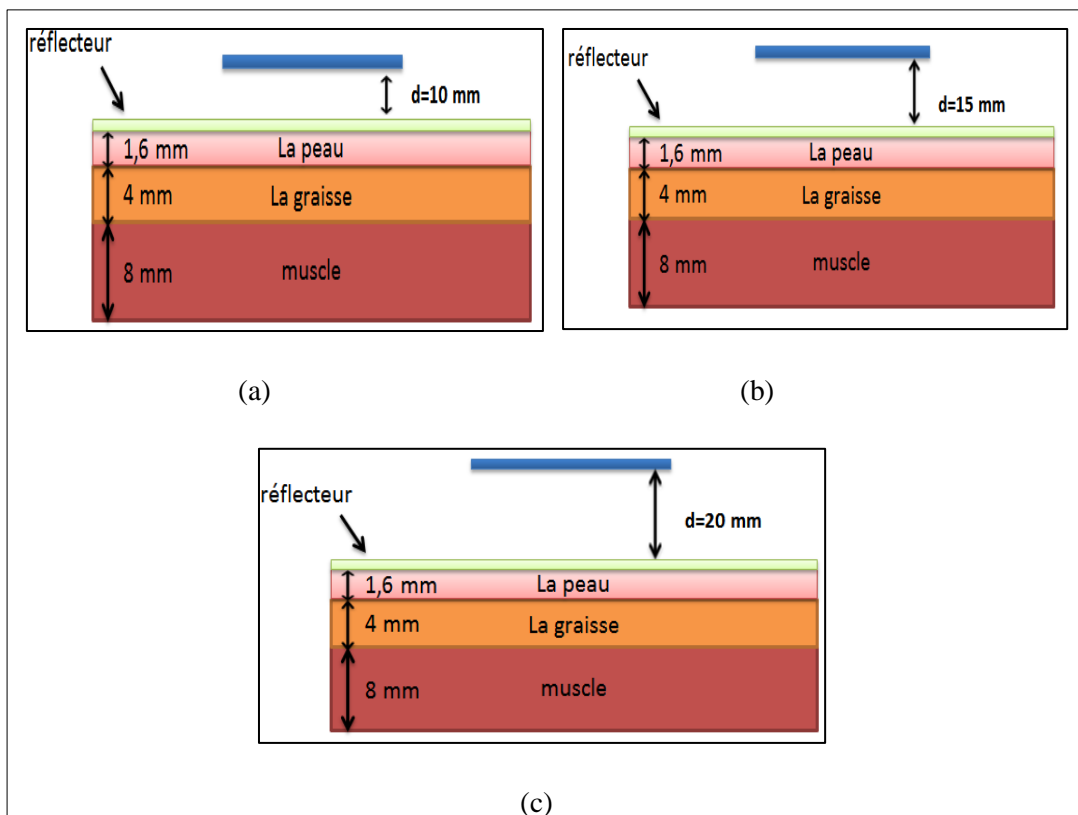 réflecteur
d=10 mm
1,6 mm La peau
4 mm La graisse
8 mm muscle
(a)
réflecteur
d=15 mm
1,6 mm La peau
4 mm La graisse
8 mm muscle
(b)
réflecteur
d=20 mm
1,6 mm La peau
4 mm La graisse
8 mm muscle
(c)